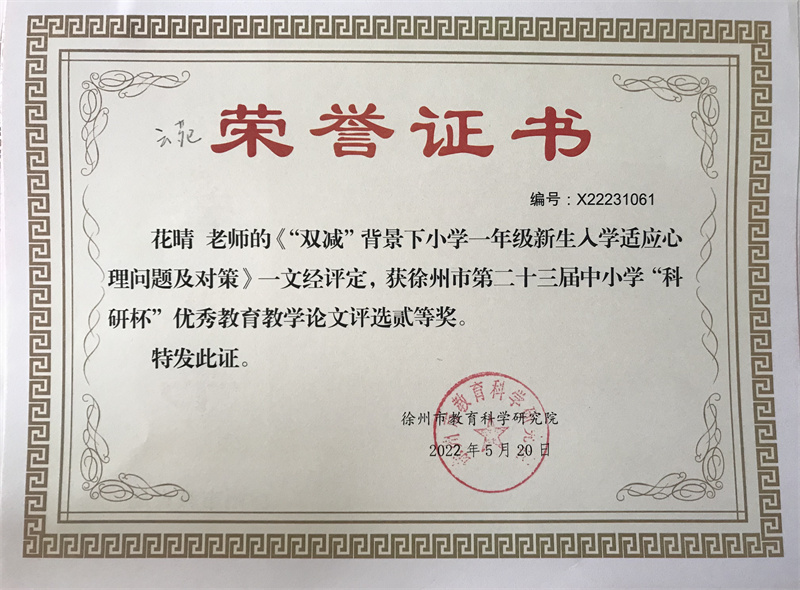 云苑
荣誉证书
编号：X22231061
花晴 老师的《“双减”背景下小学一年级新生入学适应心
理问题及对策》一文经评定，获徐州市第二十三届中小学“科
研杯”优秀教育教学论文评选贰等奖。
特发此证。
徐州市教育科学研究院
2022年5月20日